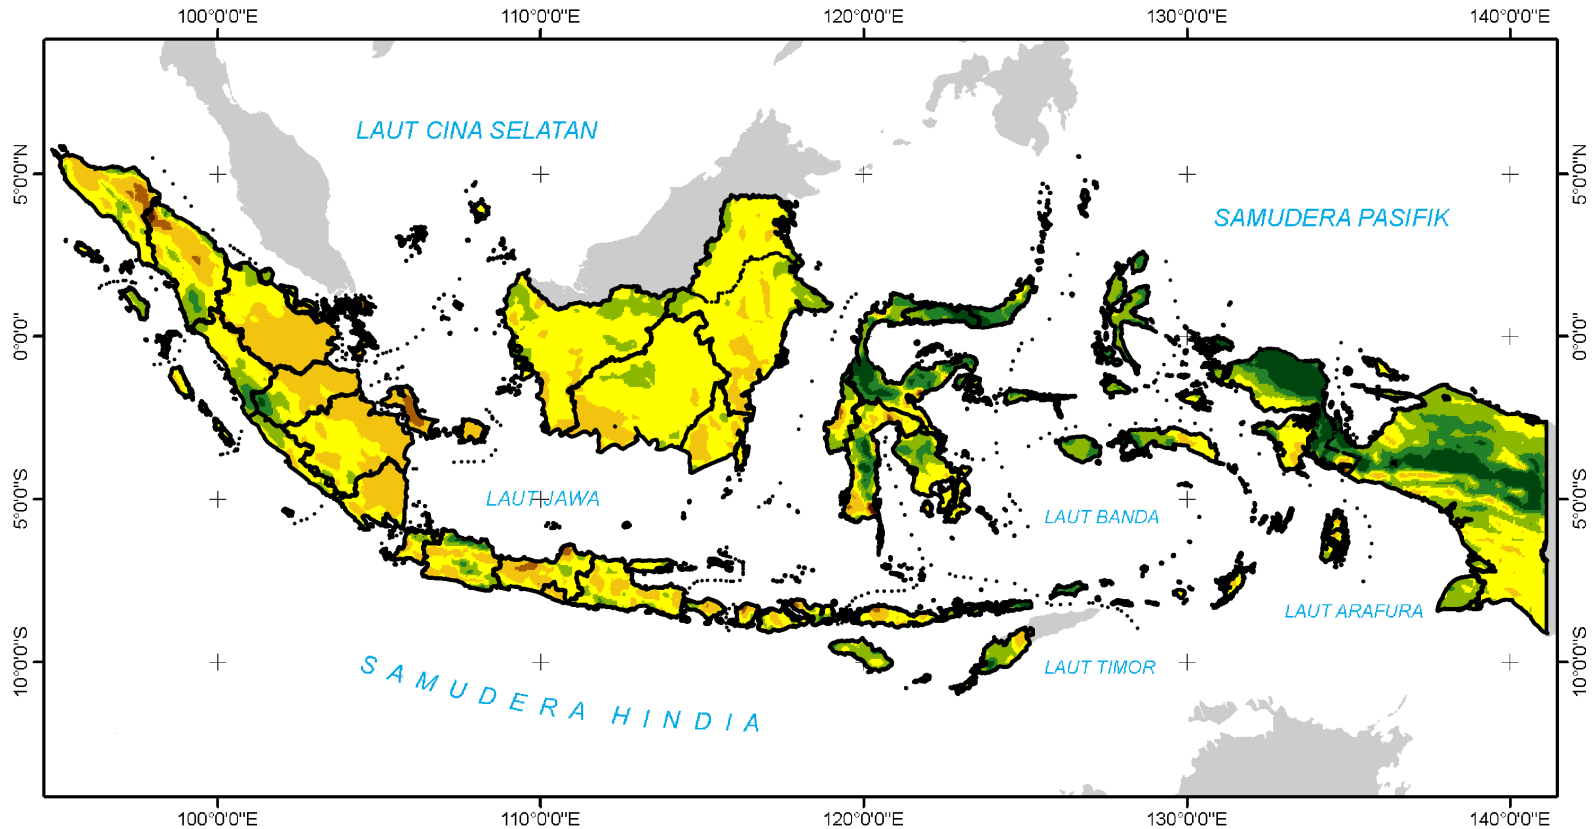 100°0'0"E 110°0'0"E 120°0'0"E 130°0'0"E 140°0'0"E
LAUT CINA SELATAN
5°0'0"N 5°0'0"N
SAMUDERA PASIFIK
0°0'0" 0°0'0"
5°0'0"S LAUT JAWA 5°0'0"S
LAUT BANDA
LAUT ARAFURA
10°0'0"S LAUT TIMOR 10°0'0"S
SAMUDERA HINDIA
100°0'0"E 110°0'0"E 120°0'0"E 130°0'0"E 140°0'0"E